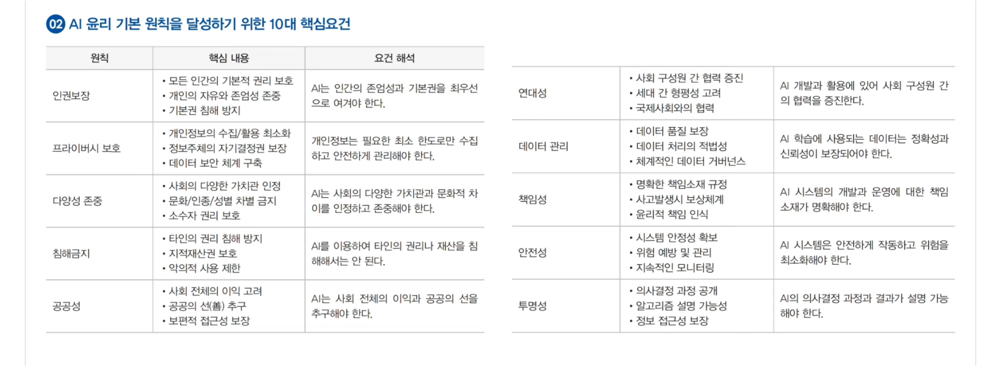 02 AI 윤리 기본 원칙을 달성하기 위한 10대 핵심요건
원칙
핵심 내용
요건 해석
인권보장
• 모든 인간의 기본적 권리 보호
• 개인의 자유와 존엄성 존중
• 기본권 침해 방지
AI는 인간의 존엄성과 기본권을 최우선
으로 여겨야 한다.
프라이버시 보호
• 개인정보의 수집/활용 최소화
• 정보주체의 자기결정권 보장
• 데이터 보안 체계 구축
개인정보는 필요한 최소 한도로만 수집
하고 안전하게 관리해야 한다.
다양성 존중
• 사회의 다양한 가치관 인정
• 문화/인종/성별 차별 금지
• 소수자 권리 보호
AI는 사회의 다양한 가치관과 문화적 차
이를 인정하고 존중해야 한다.
침해금지
• 타인의 권리 침해 방지
• 지적재산권 보호
• 악의적 사용 제한
AI를 이용하여 타인의 권리나 재산을 침
해해서는 안 된다.
공공성
• 사회 전체의 이익 고려
• 공공의 선(善) 추구
• 보편적 접근성 보장
AI는 사회 전체의 이익과 공공의 선을
추구해야 한다.
연대성
• 사회 구성원 간 협력 증진
• 세대 간 형평성 고려
• 국제사회와의 협력
AI 개발과 활용에 있어 사회 구성원 간
의 협력을 증진한다.
데이터 관리
• 데이터 품질 보장
• 데이터 처리의 적법성
• 체계적인 데이터 거버넌스
AI 학습에 사용되는 데이터는 정확성과
신뢰성이 보장되어야 한다.
책임성
• 명확한 책임소재 규정
• 사고발생시 보상체계
• 윤리적 책임 인식
AI 시스템의 개발과 운영에 대한 책임
소재가 명확해야 한다.
안전성
• 시스템 안정성 확보
• 위험 예방 및 관리
• 지속적인 모니터링
AI 시스템은 안전하게 작동하고 위험을
최소화해야 한다.
투명성
• 의사결정 과정 공개
• 알고리즘 설명 가능성
• 정보 접근성 보장
AI의 의사결정 과정과 결과가 설명 가능
해야 한다.